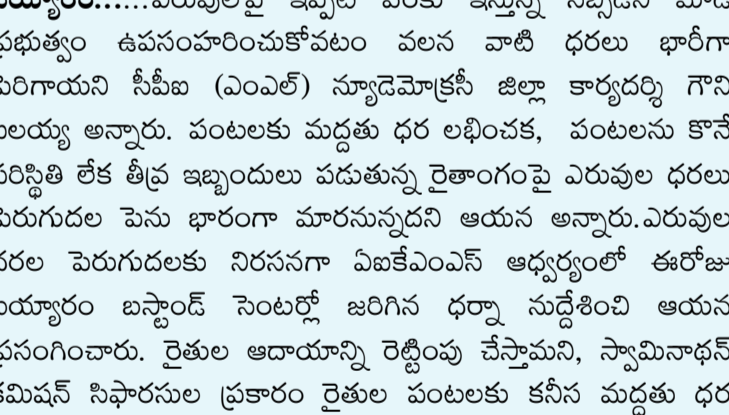 ఎరువులపై ఇప్పటి వరకు ఇస్తున్న సబ్సిడీని మోడీ
ప్రభుత్వం ఉపసంహరించుకోవటం వలన వాటి ధరలు భారీగా
పెరిగాయని సీపీఐ (ఎంఎల్) న్యూడెమోక్రసీ జిల్లా కార్యదర్శి గౌని
ఐలయ్య అన్నారు. పంటలకు మద్దతు ధర లభించక, పంటలను కొనే
పరిస్థితి లేక తీవ్ర ఇబ్బందులు పడుతున్న రైతాంగంపై ఎరువుల ధరలు
పెరుగుదల పెను భారంగా మారనున్నదని ఆయన అన్నారు.ఎరువుల
ధరల పెరుగుదలకు నిరసనగా ఏఐకేఎంఎస్ ఆధ్వర్యంలో ఈరోజు
బయ్యారం బస్టాండ్ సెంటర్లో జరిగిన ధర్నా నుద్దేశించి ఆయన
ప్రసంగించారు. రైతుల ఆదాయాన్ని రెట్టింపు చేస్తామని, స్వామినాథన్
కమిషన్ సిఫారసుల ప్రకారం రైతుల పంటలకు కనీస మద్దతు ధర